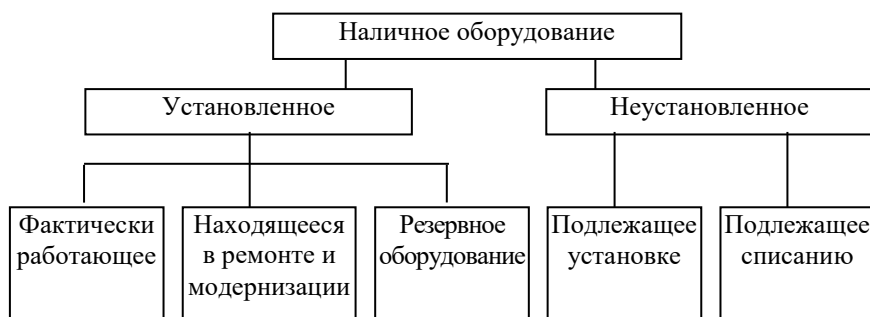 Наличное оборудование
Установленное
Неустановленное
Фактически
работающее
Находящееся
в ремонте и
модернизации
Резервное
оборудование
Подлежащее
установке
Подлежащее
списанию